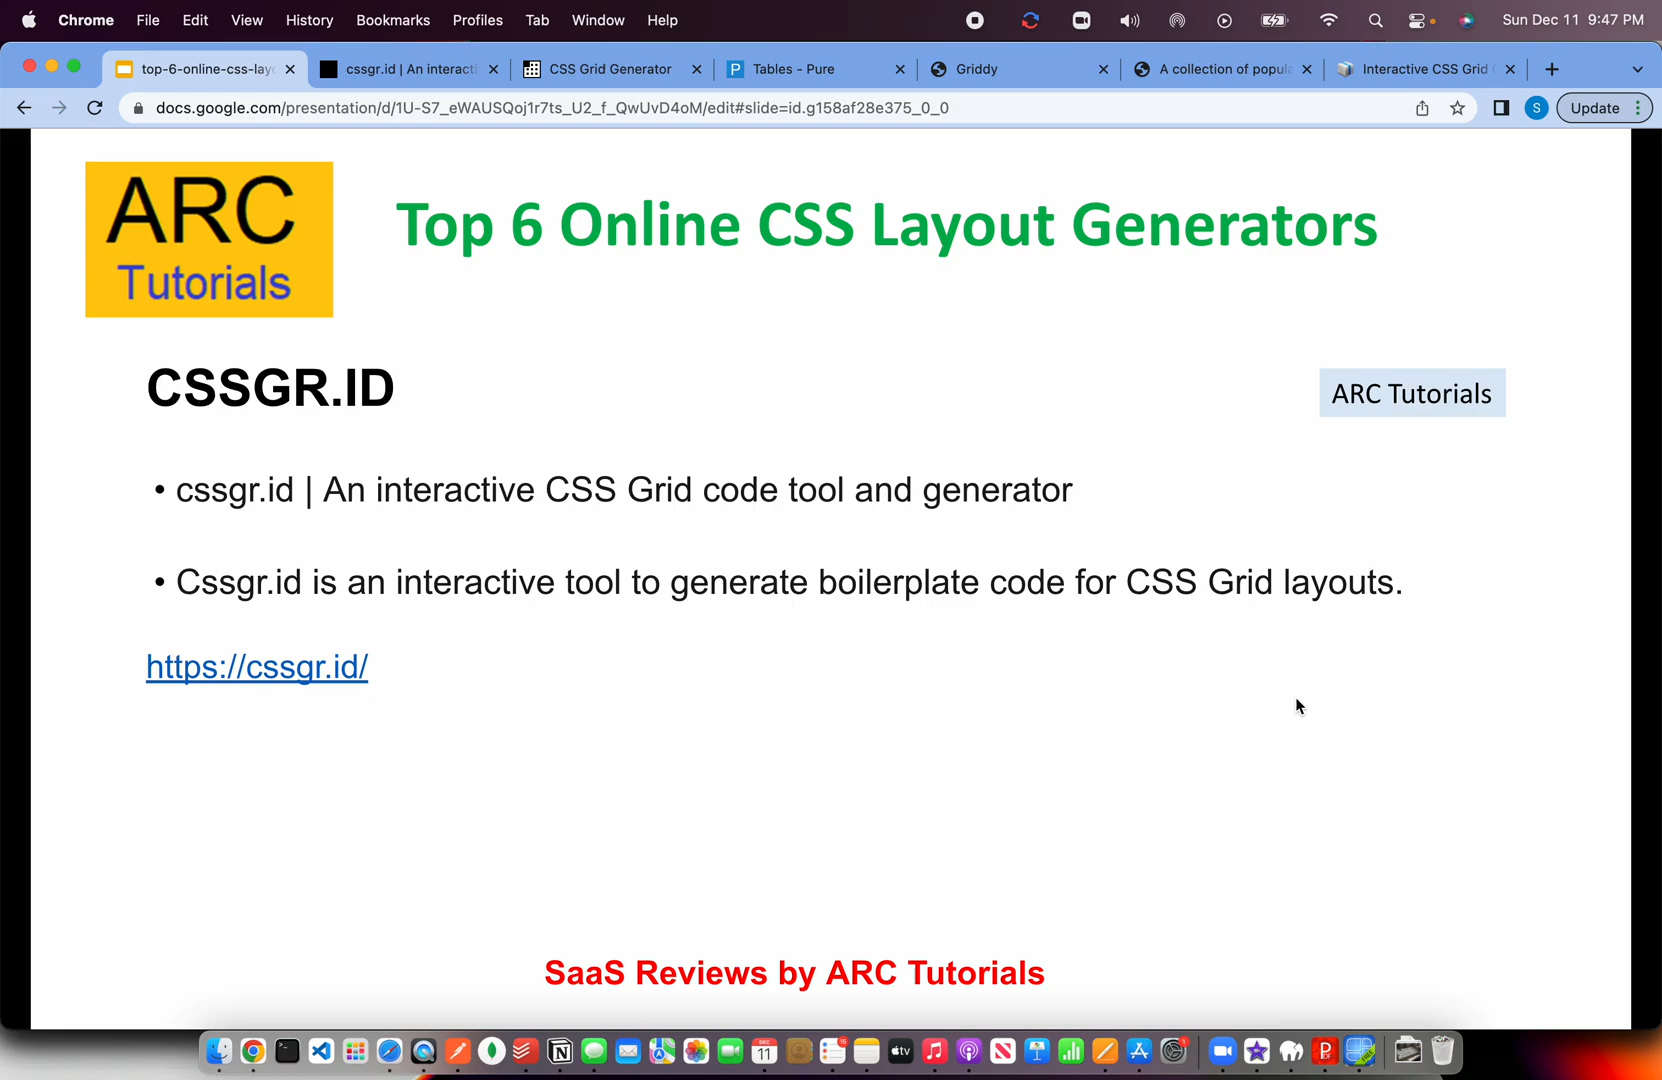 Chrome File Edit View History Bookmarks Profiles Tab Window Help Sun Dec 11 9:47 PM
top-6-online-css-lay cssgr.id | An interacti CSS Grid Generator Tables - Pure Griddy A collection of popula Interactive CSS Grid
docs.google.com/presentation/d/1U-S7_eWAUSQoj1r7ts_U2_f_QwUvD4oM/edit#slide=id.g158af28e375_0_0 S Update
ARC
Tutorials
Top 6 Online CSS Layout Generators
CSSGR.ID
ARC Tutorials
• cssgr.id | An interactive CSS Grid code tool and generator
• Cssgr.id is an interactive tool to generate boilerplate code for CSS Grid layouts.
https://cssgr.id/
SaaS Reviews by ARC Tutorials